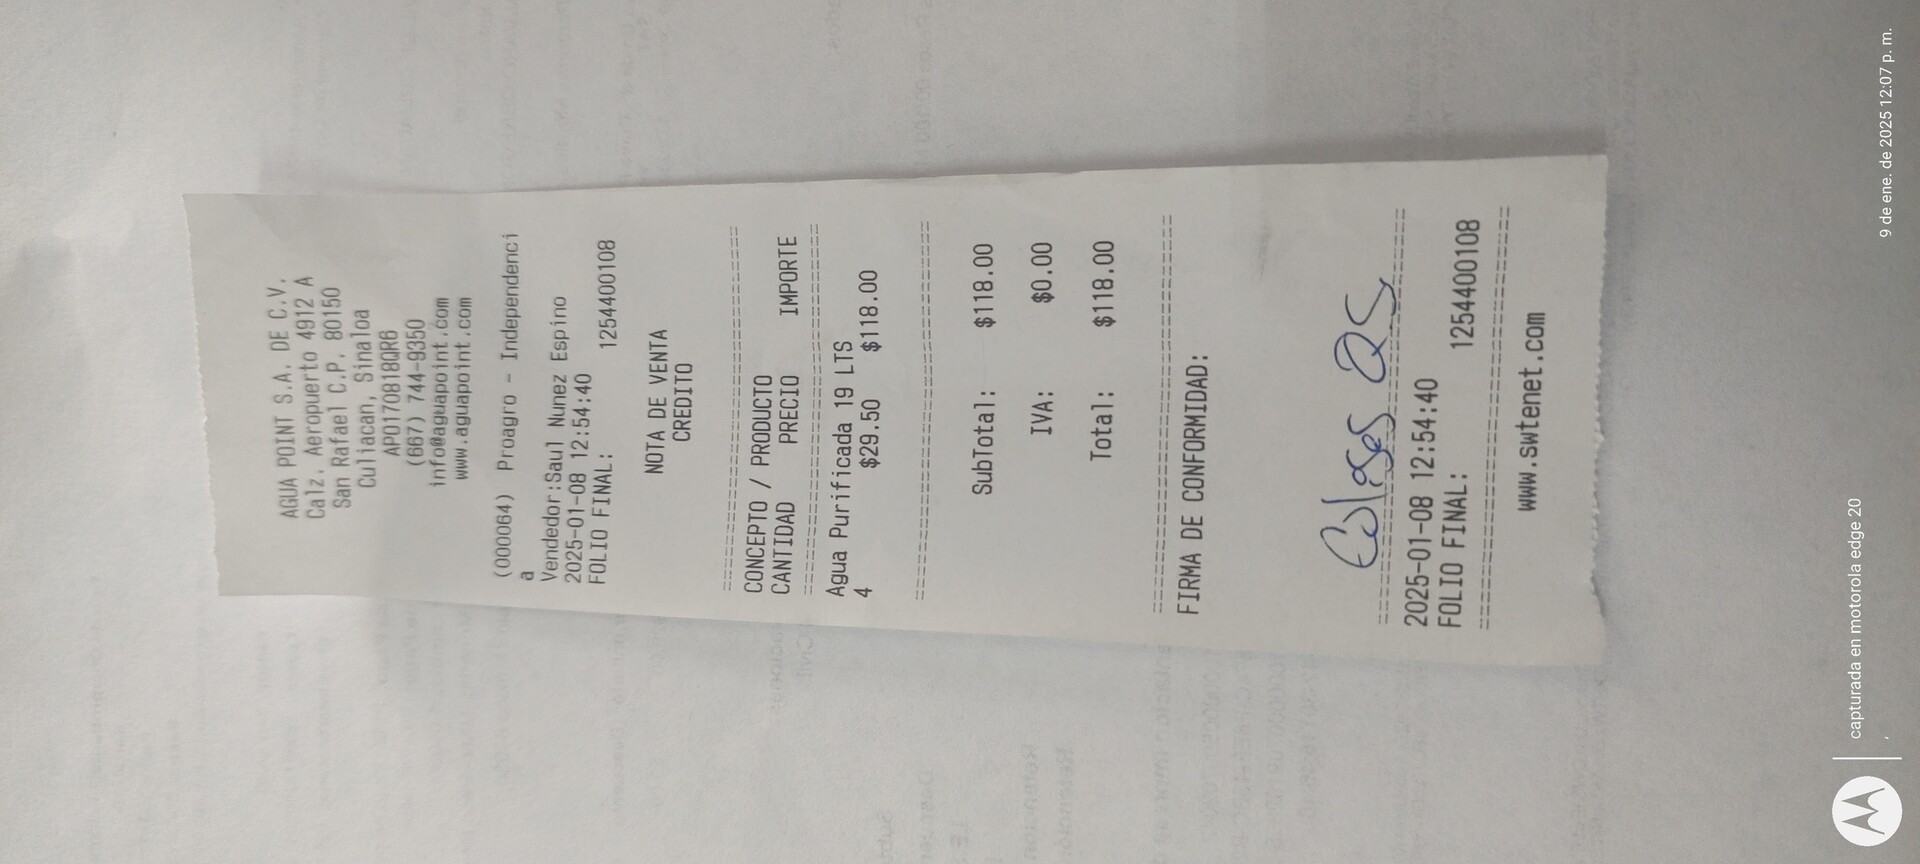 AGUA POINT S.A. DE C.V.
Calz. Aeropuerto 4912 A
San Rafael C.P. 80150
Culiacan, Sinaloa
APO170818QR6
(667) 744-9350
info@aguapoint.com
www.aguapoint.com
(000064) Proagro - Independenci
a
Vendedor:Saul Nunez Espino
2025-01-08 12:54:40
FOLIO FINAL: 1254400108
NOTA DE VENTA
CREDITO
CONCEPTO / PRODUCTO
CANTIDAD PRECIO IMPORTE
Agua Purificada 19 LTS
4 $29.50 $118.00
SubTotal: $118.00
IVA: $0.00
Total: $118.00
FIRMA DE CONFORMIDAD:
2025-01-08 12:54:40
FOLIO FINAL: 1254400108
www.swtenet.com
capturada en motorola edge 20
9 de ene. de 2025 12:07 p. m.